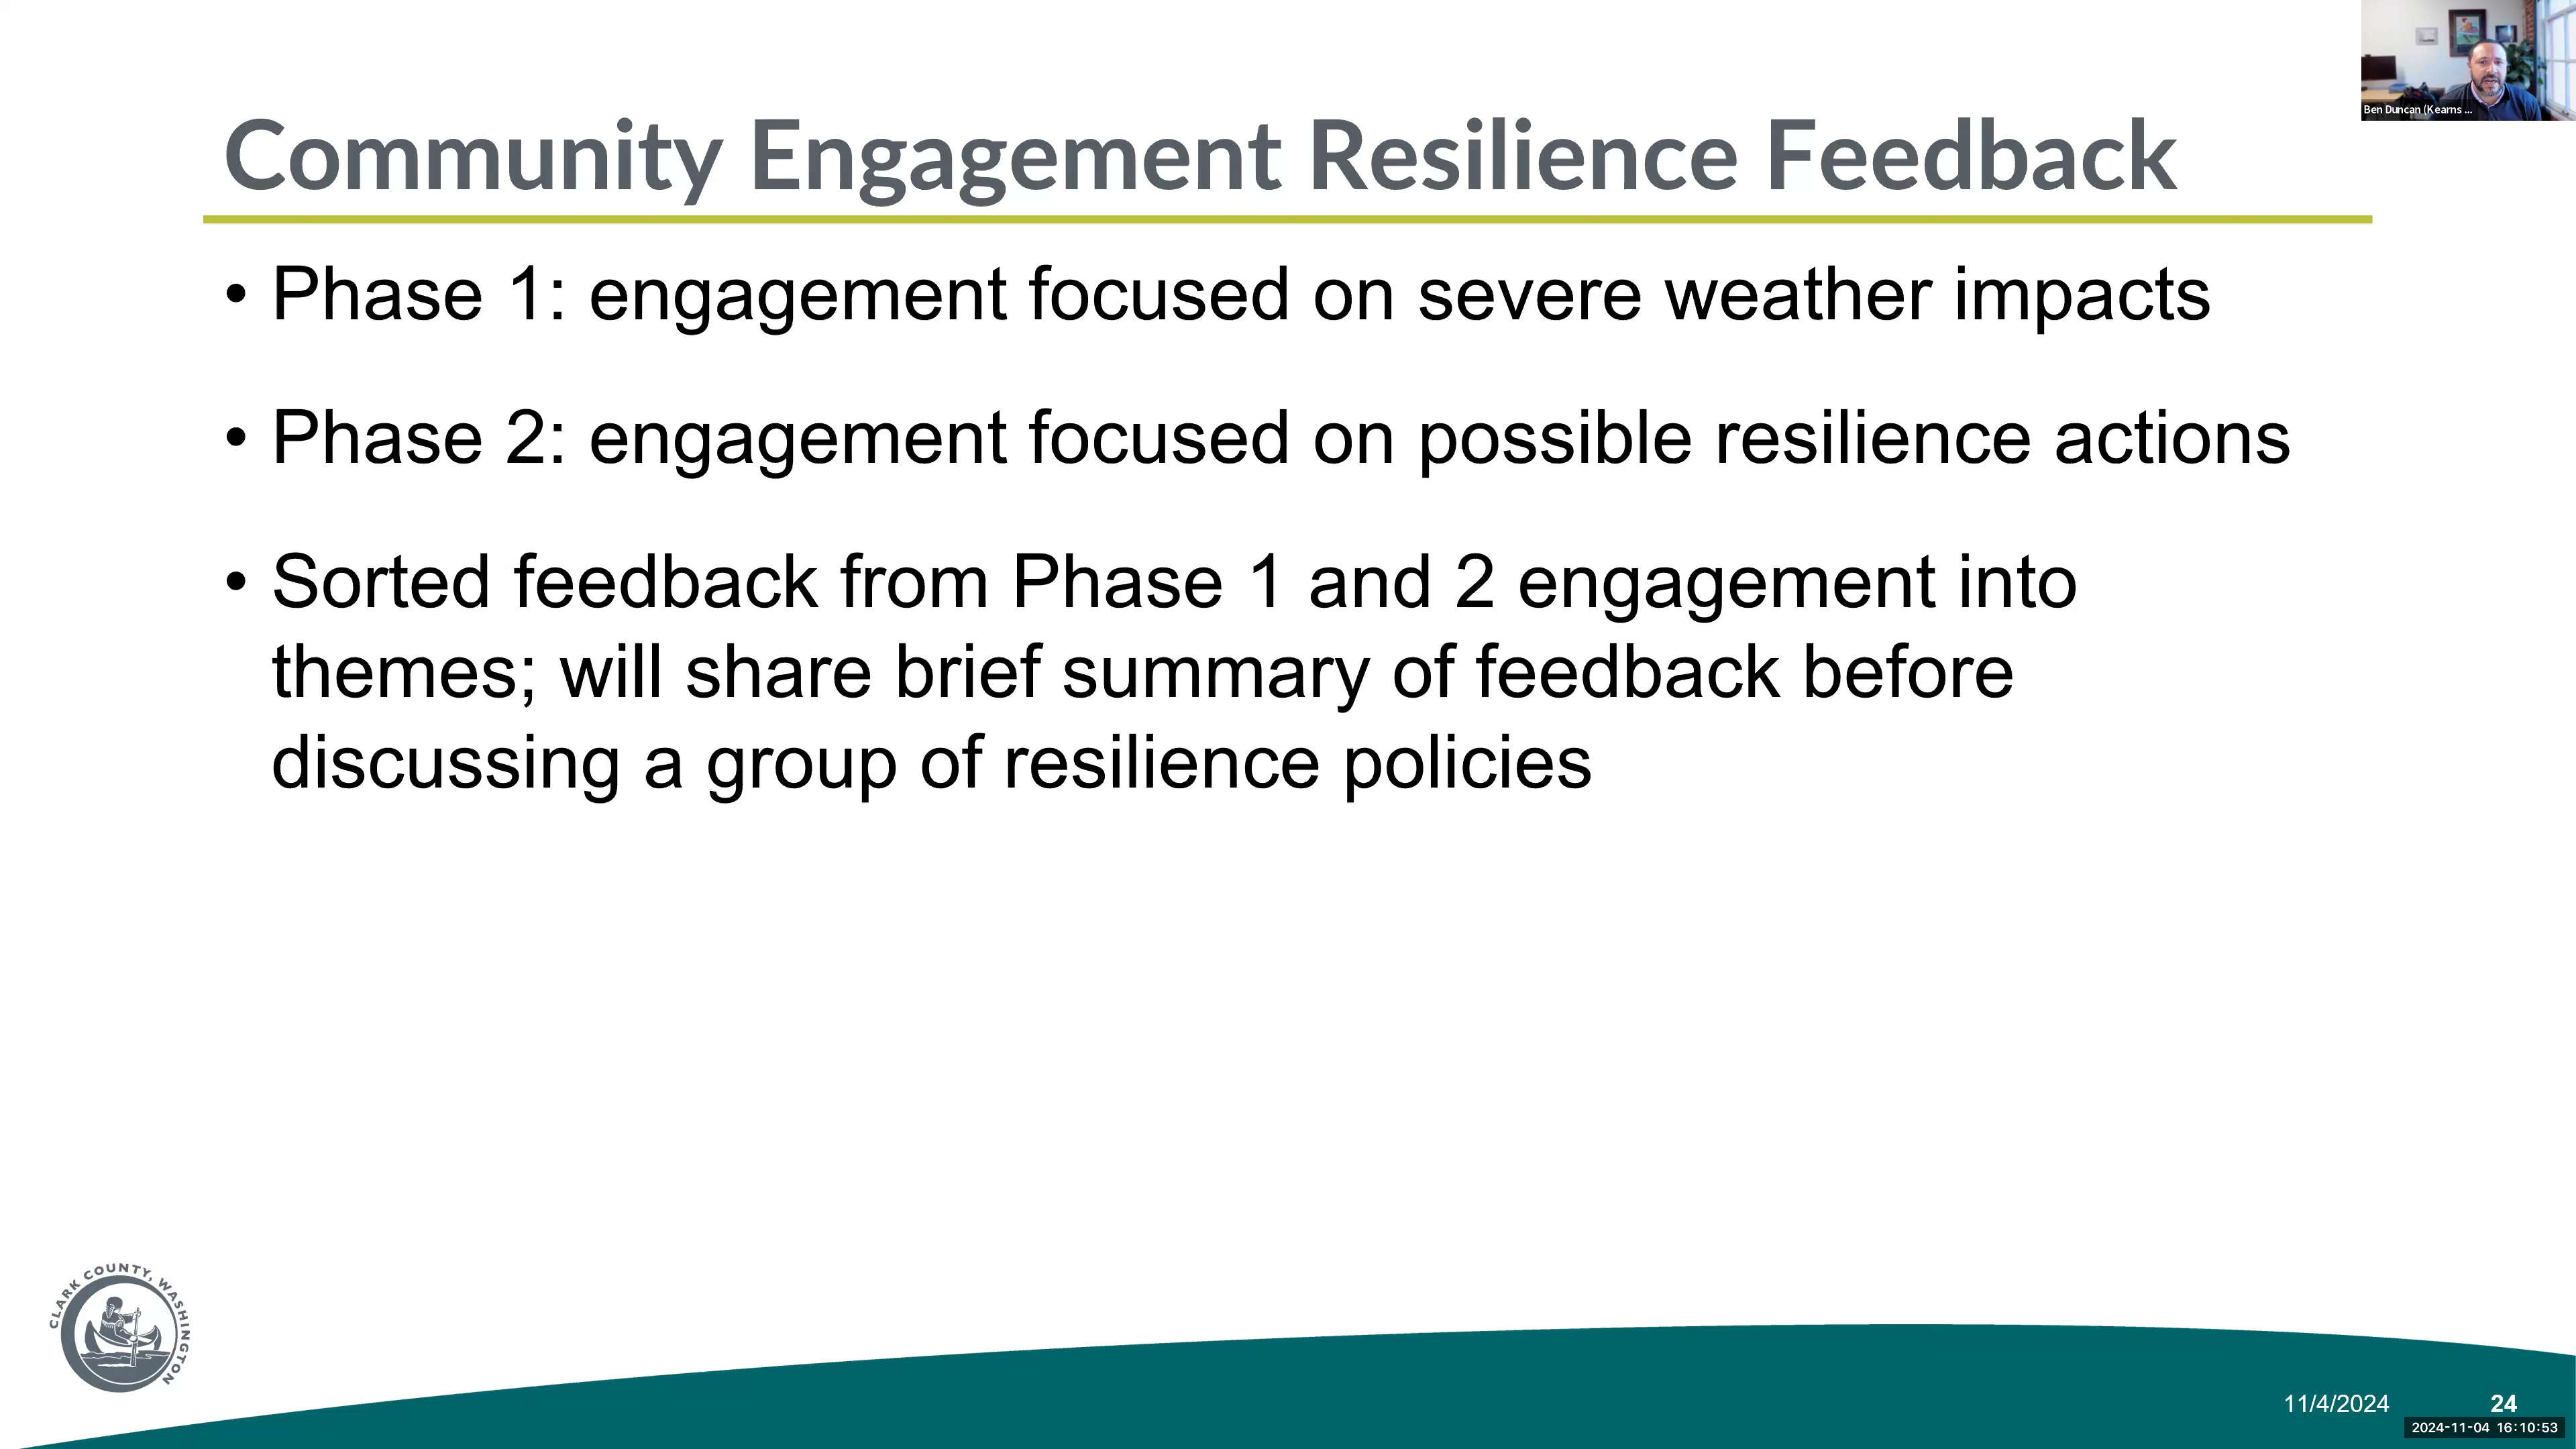 Ben Duncan (Kearns ...
Community Engagement Resilience Feedback
• Phase 1: engagement focused on severe weather impacts
• Phase 2: engagement focused on possible resilience actions
• Sorted feedback from Phase 1 and 2 engagement into
themes; will share brief summary of feedback before
discussing a group of resilience policies
CLARK COUNTY, WASHINGTON
11/4/2024
24
2024-11-04 16:10:53